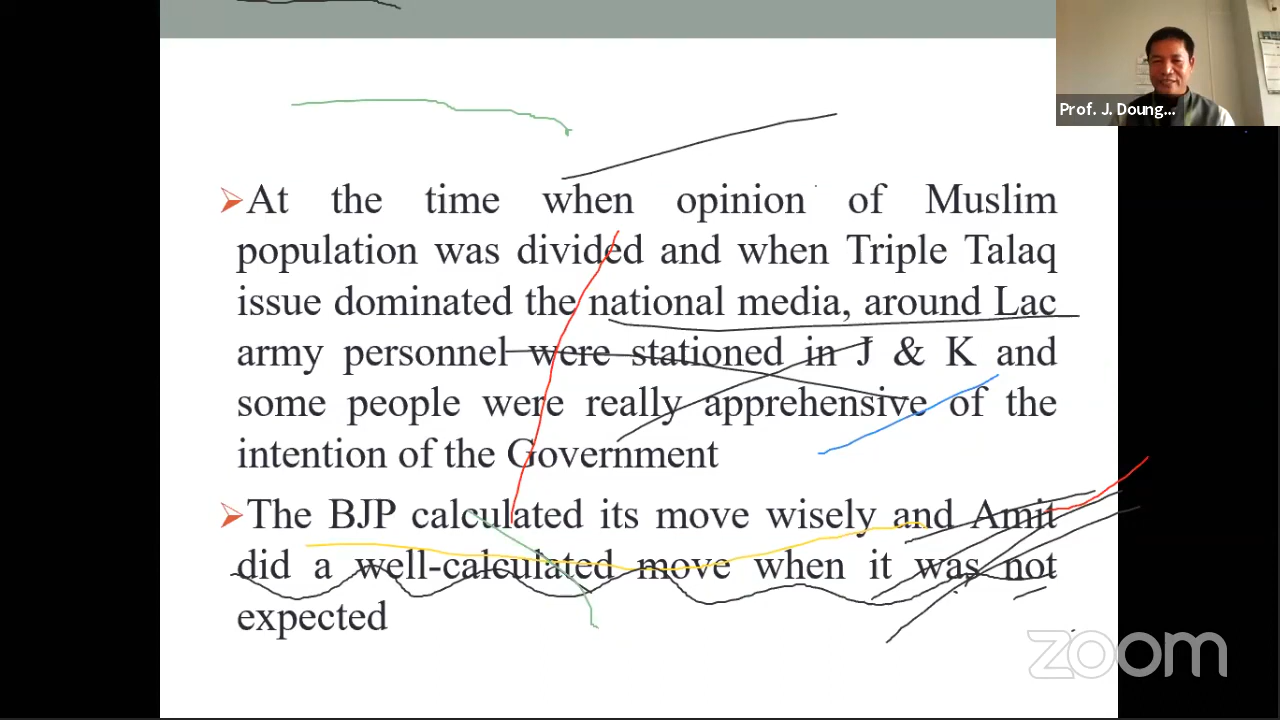 Prof. J. Doung...
➢At the time when opinion of Muslim
population was divided and when Triple Talaq
issue dominated the national media, around Lac
army personnel were stationed in J & K and
some people were really apprehensive of the
intention of the Government
➢The BJP calculated its move wisely and Amit
did a well-calculated move when it was not
expected
zoom